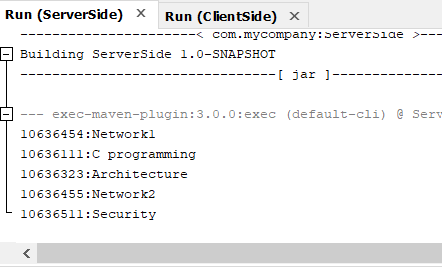 Run (ServerSide) × Run (ClientSide) ×
-----------------------< com.mycompany:ServerSide >----
Building ServerSide 1.0-SNAPSHOT
--------------------------------[ jar ]--------------
--- exec-maven-plugin:3.0.0:exec (default-cli) @ Serv
10636454:Network1
10636111:C programming
10636323:Architecture
10636455:Network2
10636511:Security